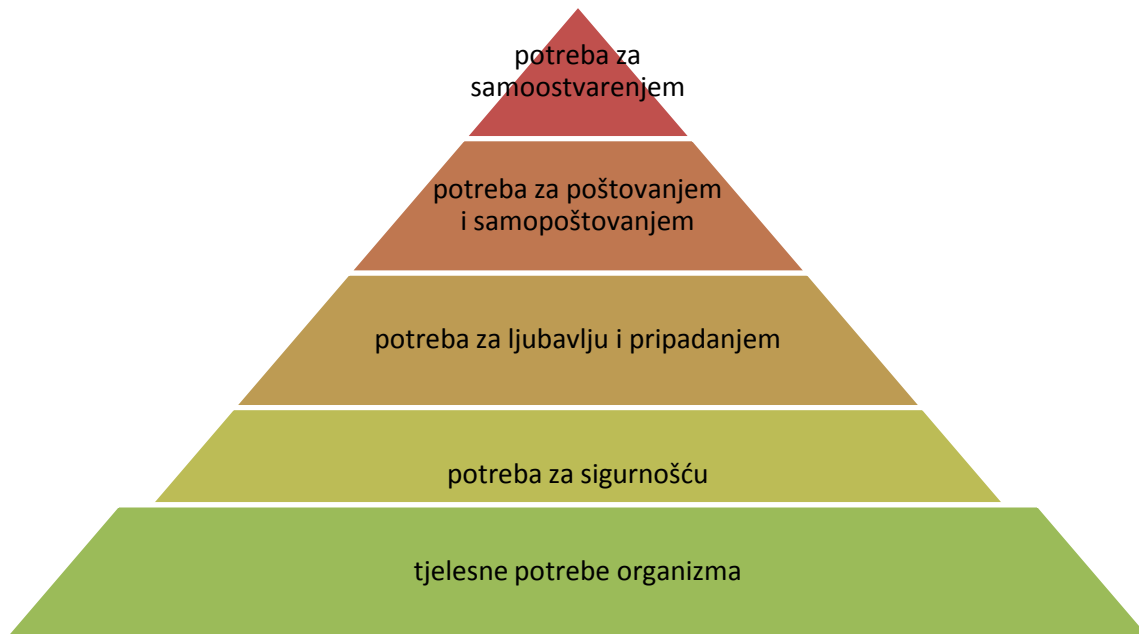 potreba za
samoostvarenjem
potreba za poštovanjem
i samopoštovanjem
potreba za ljubavlju i pripadanjem
potreba za sigurnošću
tjelesne potrebe organizma